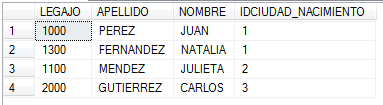 LEGAJO APELLIDO NOMBRE IDCIUDAD_NACIMIENTO
1 1000 PEREZ JUAN 1
2 1300 FERNANDEZ NATALIA 1
3 1100 MENDEZ JULIETA 2
4 2000 GUTIERREZ CARLOS 3